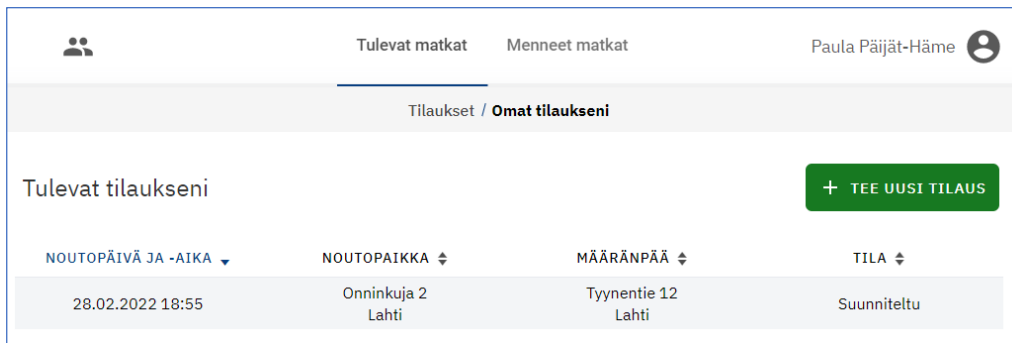 Tulevat matkat Menneet matkat Paula Päijät-Häme
Tilaukset / Omat tilaukseni
Tulevat tilaukseni
+ TEE UUSI TILAUS
NOUTOPÄIVÄ JA -AIKA NOUTOPAIKKA MÄÄRÄNPÄÄ TILA
28.02.2022 18:55 Onninkuja 2 Tyynentie 12 Suunniteltu
Lahti Lahti